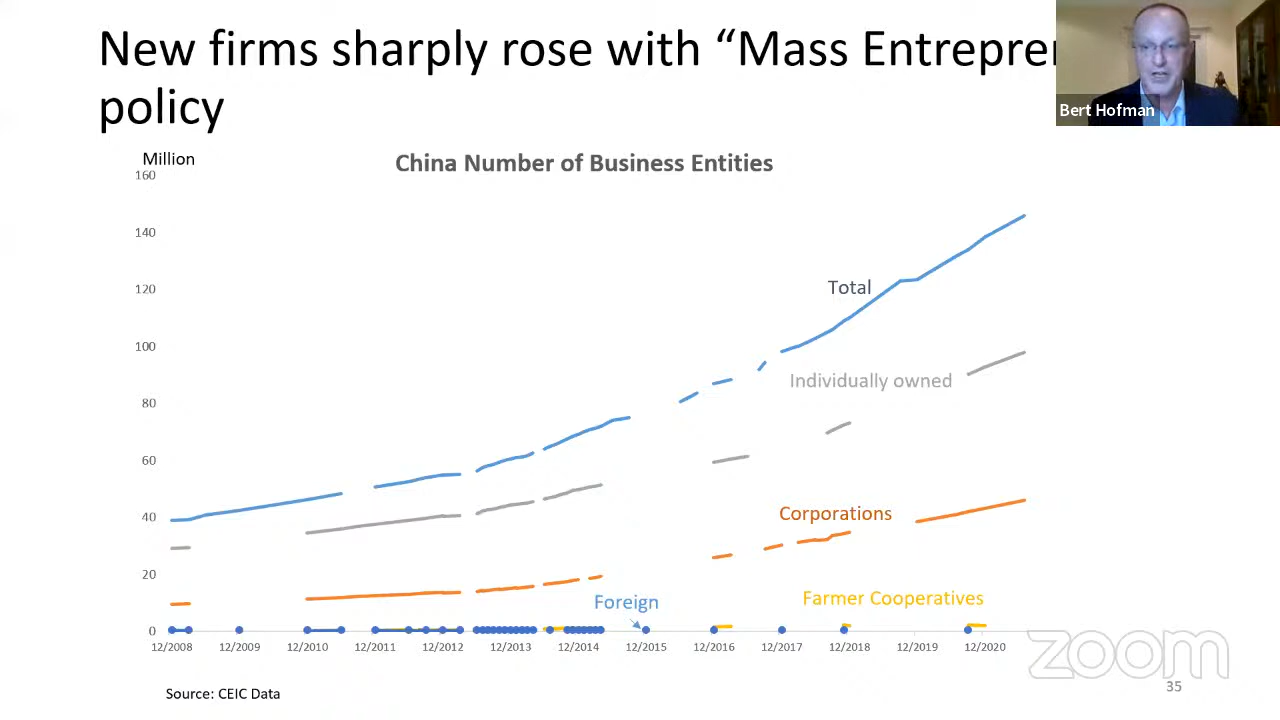 New firms sharply rose with “Mass Entrepre
policy
Bert Hofman
Million
China Number of Business Entities
160
140
120
100
80
60
40
20
0
Total
Individually owned
Corporations
Foreign
Farmer Cooperatives
12/2008 12/2009 12/2010 12/2011 12/2012 12/2013 12/2014 12/2015 12/2016 12/2017 12/2018 12/2019 12/2020
zoom
35
Source: CEIC Data